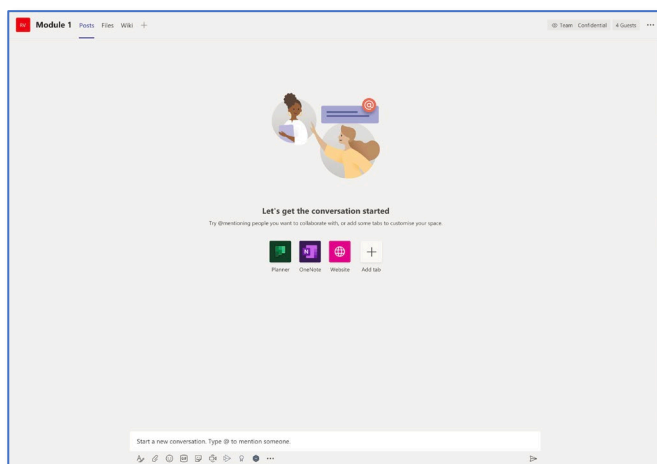 Module 1 Posts Files Wiki
Team Confidential 4 Guests
@
Let's get the conversation started
Try @mentioning people you want to collaborate with, or add some tabs to customise your space.
N
Planner OneNote Website Add tab
Start a new conversation. Type @ to mention someone.
GIF